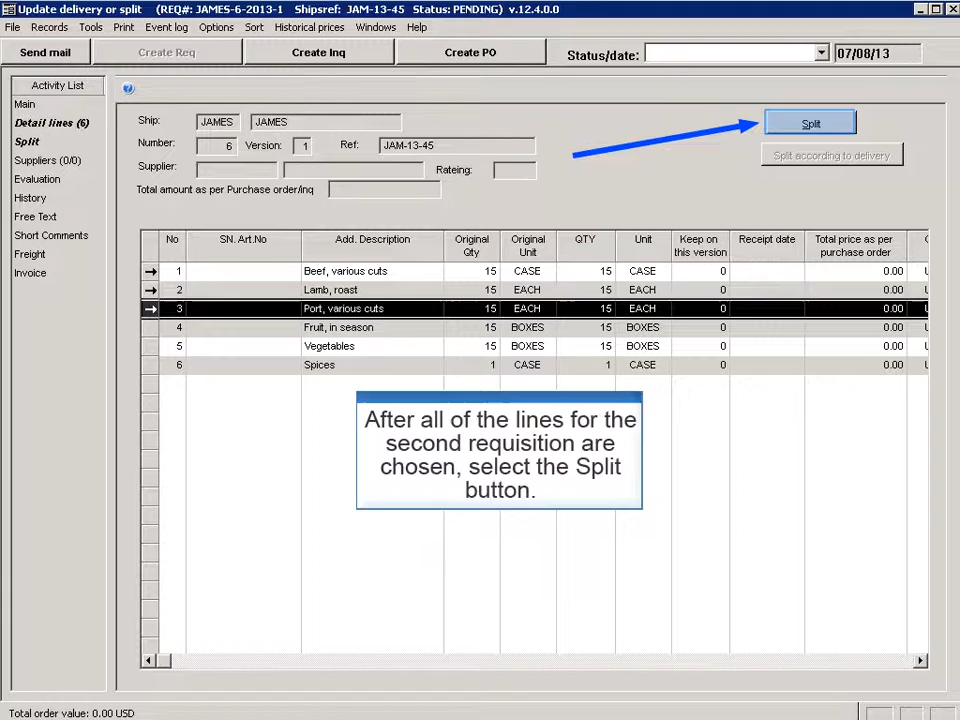 Update delivery or split (REQ#: JAMES-6-2013-1 Shipsref: JAM-13-45 Status: PENDING) v.12.4.0.0
File Records Tools Print Event log Options Sort Historical prices Windows Help
Send mail Create Req Create Inq Create PO Status/date: 07/08/13
Activity List
Main
Detail lines (6)
Split
Suppliers (0/0)
Evaluation
History
Free Text
Short Comments
Freight
Invoice
Ship: JAMES JAMES
Split
Number: 6 Version: 1 Ref: JAM-13-45
Split according to delivery
Supplier: Rateing:
Total amount as per Purchase order/inq
No SN. Art.No Add. Description Original Qty Original Unit QTY Unit Keep on this version Receipt date Total price as per purchase order
1 Beef, various cuts 15 CASE 15 CASE 0 0.00
2 Lamb, roast 15 EACH 15 EACH 0 0.00
3 Port, various cuts 15 EACH 15 EACH 0 0.00
4 Fruit, in season 15 BOXES 15 BOXES 0 0.00
5 Vegetables 15 BOXES 15 BOXES 0 0.00
6 Spices 1 CASE 1 CASE 0 0.00
After all of the lines for the
second requisition are
chosen, select the Split
button.
Total order value: 0.00 USD